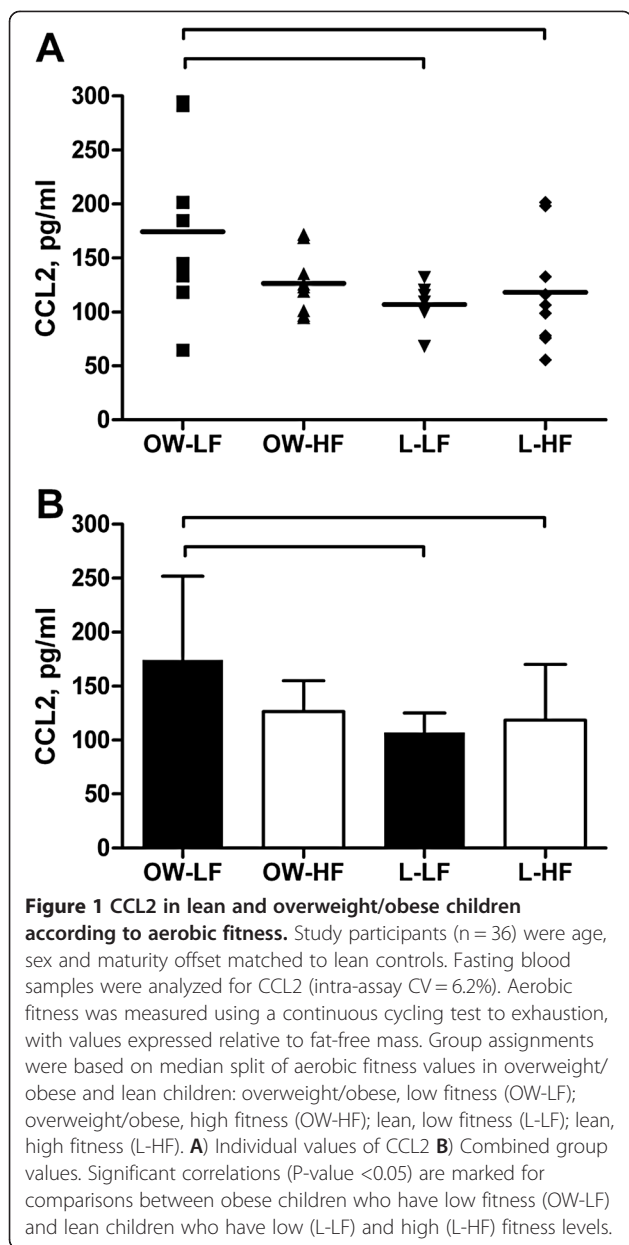 A
300
250
200
150
100
50
0
CCL2, pg/ml
OW-LF OW-HF L-LF L-HF
B
300
250
200
150
100
50
0
CCL2, pg/ml
OW-LF OW-HF L-LF L-HF
Figure 1 CCL2 in lean and overweight/obese children
according to aerobic fitness. Study participants (n = 36) were age,
sex and maturity offset matched to lean controls. Fasting blood
samples were analyzed for CCL2 (intra-assay CV = 6.2%). Aerobic
fitness was measured using a continuous cycling test to exhaustion,
with values expressed relative to fat-free mass. Group assignments
were based on median split of aerobic fitness values in overweight/
obese and lean children: overweight/obese, low fitness (OW-LF);
overweight/obese, high fitness (OW-HF); lean, low fitness (L-LF); lean,
high fitness (L-HF). A) Individual values of CCL2 B) Combined group
values. Significant correlations (P-value <0.05) are marked for
comparisons between obese children who have low fitness (OW-LF)
and lean children who have low (L-LF) and high (L-HF) fitness levels.